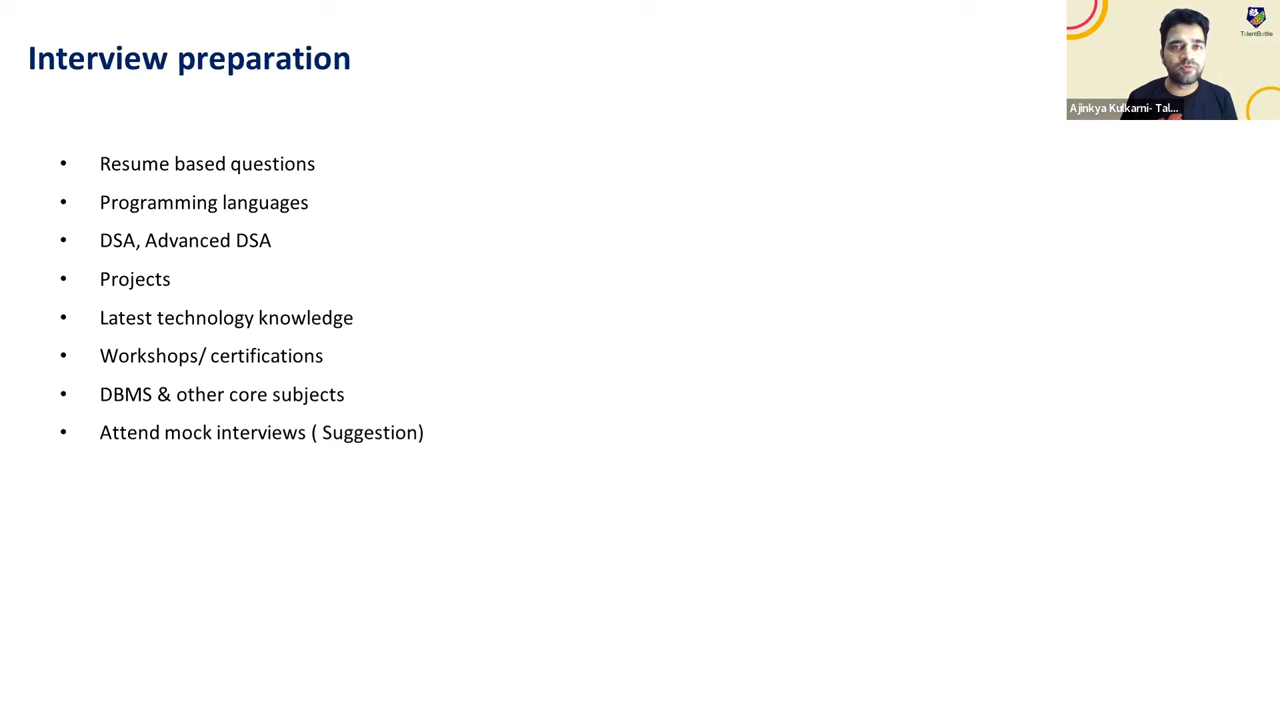 Interview preparation
TalentBattle
Ajinkya Kulkarni- Tal...
• Resume based questions
• Programming languages
• DSA, Advanced DSA
• Projects
• Latest technology knowledge
• Workshops/ certifications
• DBMS & other core subjects
• Attend mock interviews ( Suggestion)